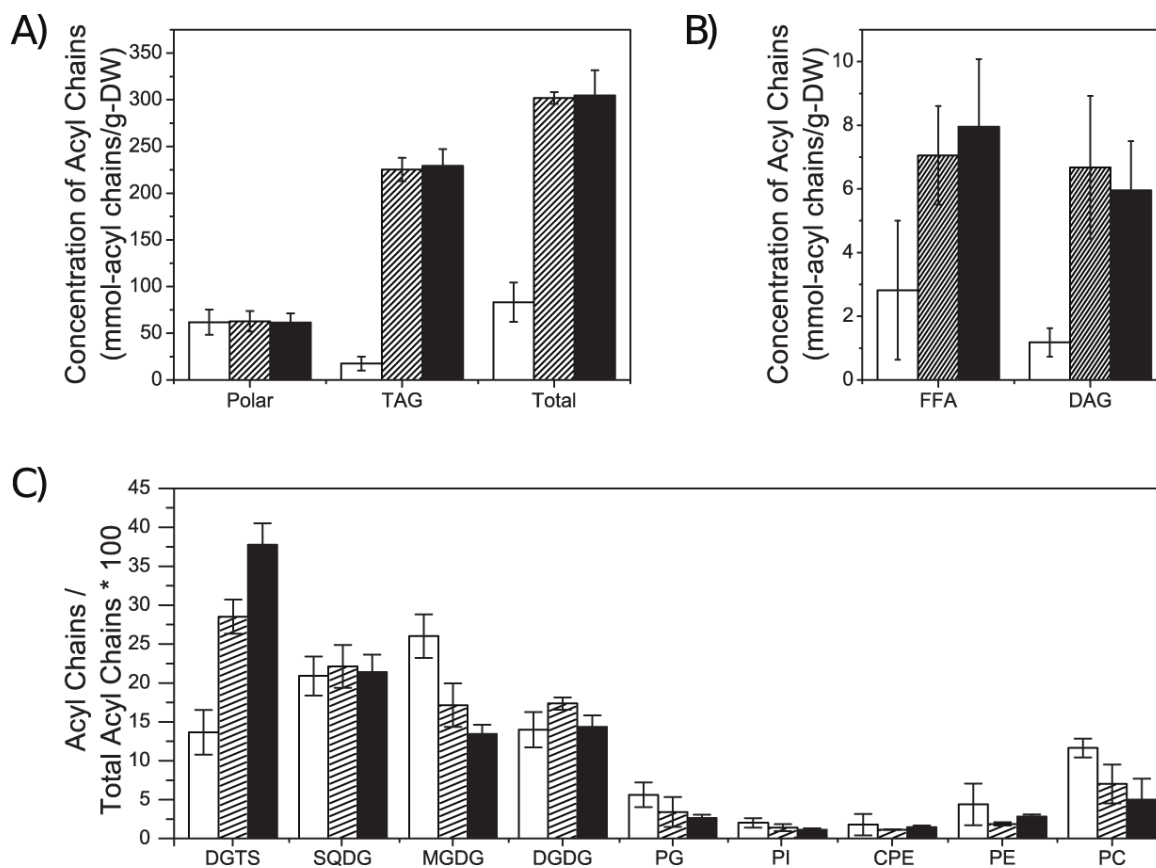 A)
Concentration of Acyl Chains
(mmol-acyl chains/g-DW)
350
300
250
200
150
100
50
0
Polar TAG Total
B)
Concentration of Acyl Chains
(mmol-acyl chains/g-DW)
10
8
6
4
2
0
FFA DAG
C)
Acyl Chains /
Total Acyl Chains * 100
45
40
35
30
25
20
15
10
5
0
DGTS SQDG MGDG DGDG PG PI CPE PE PC